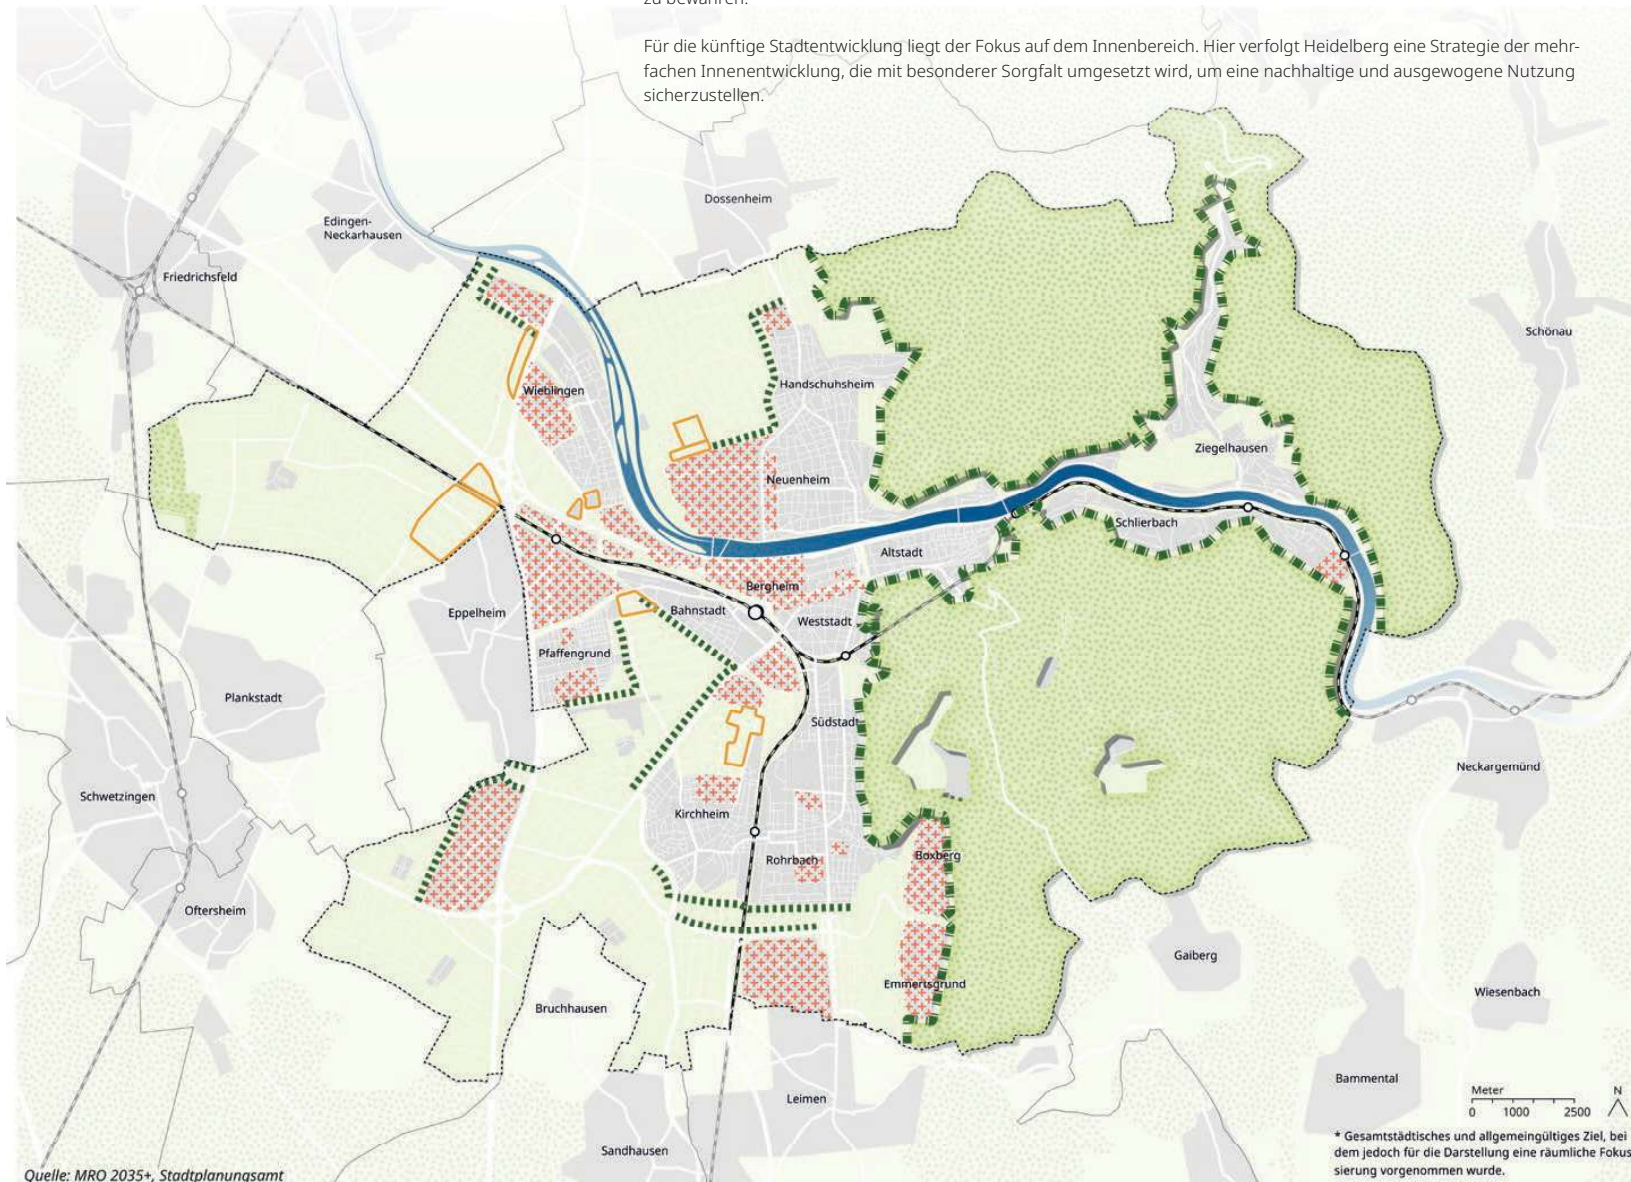 zu bewahren.
Für die künftige Stadtentwicklung liegt der Fokus auf dem Innenbereich. Hier verfolgt Heidelberg eine Strategie der mehr-
fachen Innenentwicklung, die mit besonderer Sorgfalt umgesetzt wird, um eine nachhaltige und ausgewogene Nutzung
sicherzustellen.
Dossenheim
Edingen-
Neckarhausen
Friedrichsfeld
Schönau
Handschuhsheim
Wieblingen
Ziegelhausen
Neuenheim
Schlierbach
Altstadt
Bergheim
Eppelheim
Bahnstadt
Weststadt
Pfaffengrund
Plankstadt
Südstadt
Neckargemünd
Schwetzingen
Kirchheim
Rohrbach
Boxberg
Oftersheim
Gaiberg
Emmertsgrund
Wiesenbach
Bruchhausen
Bammental
Leimen
Meter
N
0 1000 2500
Sandhausen
* Gesamtstädtisches und allgemeingültiges Ziel, bei
dem jedoch für die Darstellung eine räumliche Fokus
sierung vorgenommen wurde.
Quelle: MRO 2035+, Stadtplanungsamt